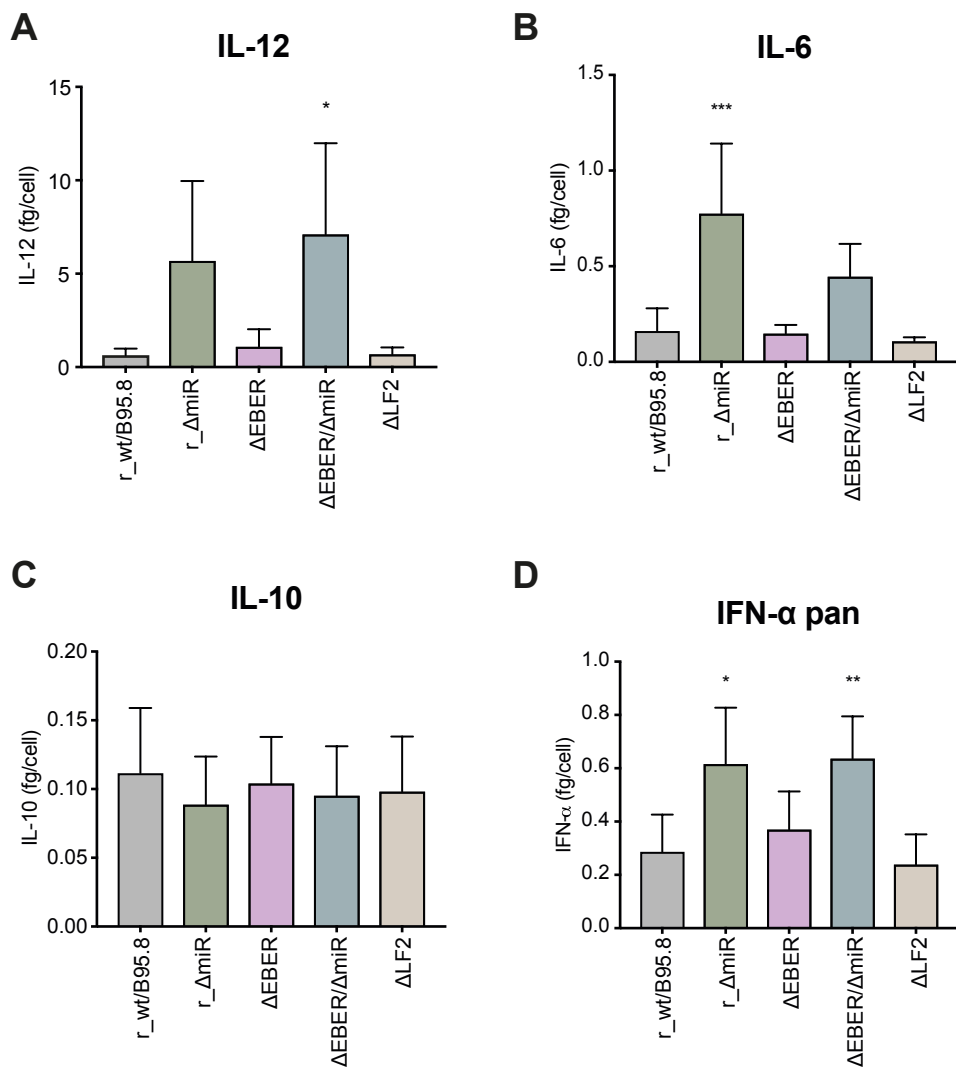 A
IL-12
IL-12 (fg/cell)
15
10
5
0
*
r_wt/B95.8
r_ΔmiR
ΔEBER
ΔEBER/ΔmiR
ΔLF2
B
IL-6
IL-6 (fg/cell)
1.5
1.0
0.5
0.0
***
r_wt/B95.8
r_ΔmiR
ΔEBER
ΔEBER/ΔmiR
ΔLF2
C
IL-10
IL-10 (fg/cell)
0.20
0.15
0.10
0.05
0.00
r_wt/B95.8
r_ΔmiR
ΔEBER
ΔEBER/ΔmiR
ΔLF2
D
IFN-α pan
IFN-α (fg/cell)
1.0
0.8
0.6
0.4
0.2
0.0
*
**
r_wt/B95.8
r_ΔmiR
ΔEBER
ΔEBER/ΔmiR
ΔLF2